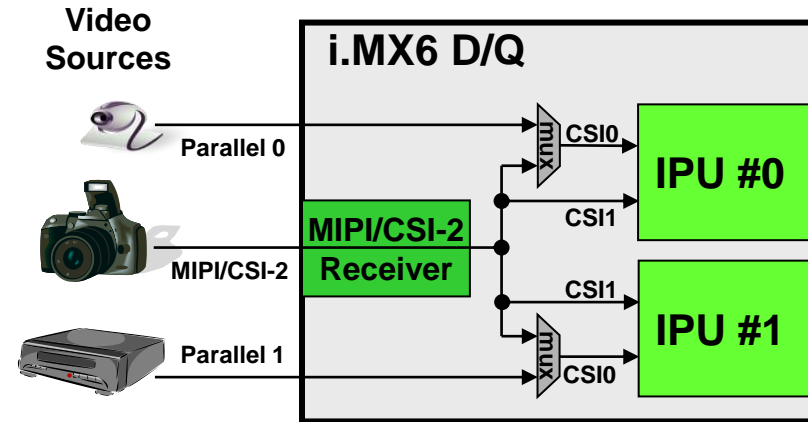 Video
Sources
i.MX6 D/Q
Parallel 0
mux
CSI0
IPU #0
CSI1
MIPI/CSI-2
MIPI/CSI-2
Receiver
CSI1
IPU #1
Parallel 1
mux
CSI0